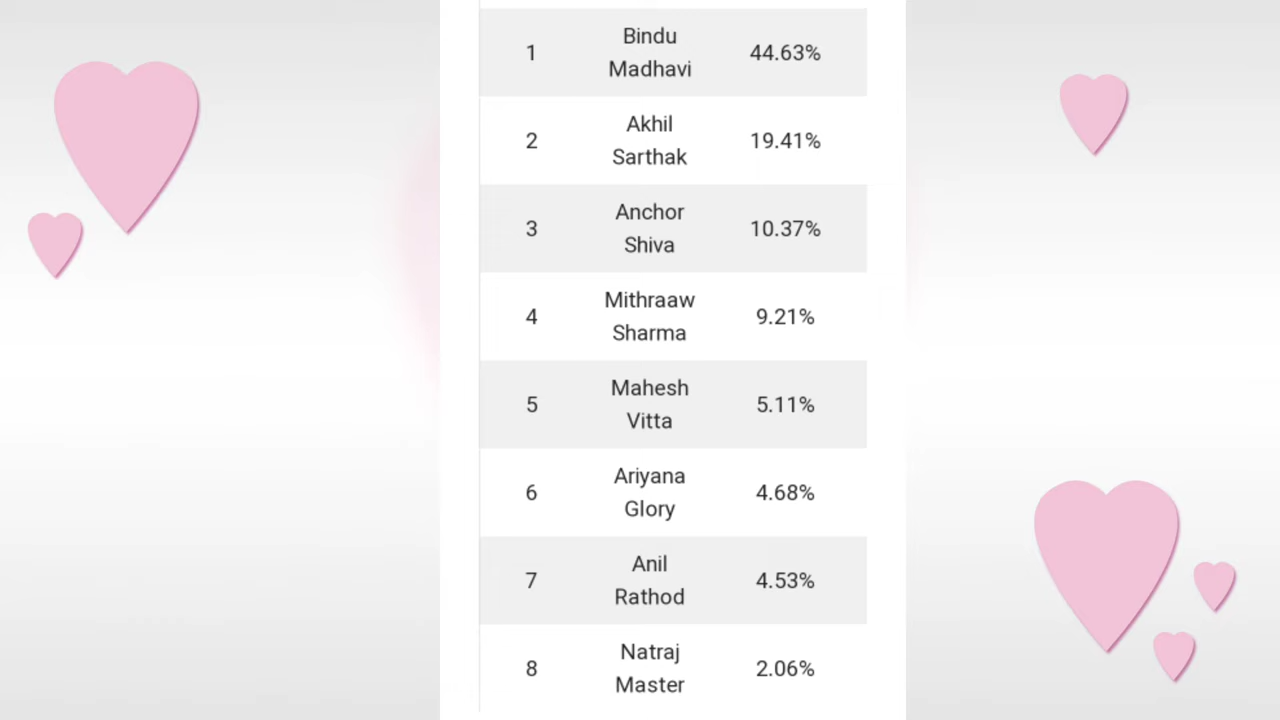 1 Bindu Madhavi 44.63%
2 Akhil Sarthak 19.41%
3 Anchor Shiva 10.37%
4 Mithraaw Sharma 9.21%
5 Mahesh Vitta 5.11%
6 Ariyana Glory 4.68%
7 Anil Rathod 4.53%
8 Natraj Master 2.06%